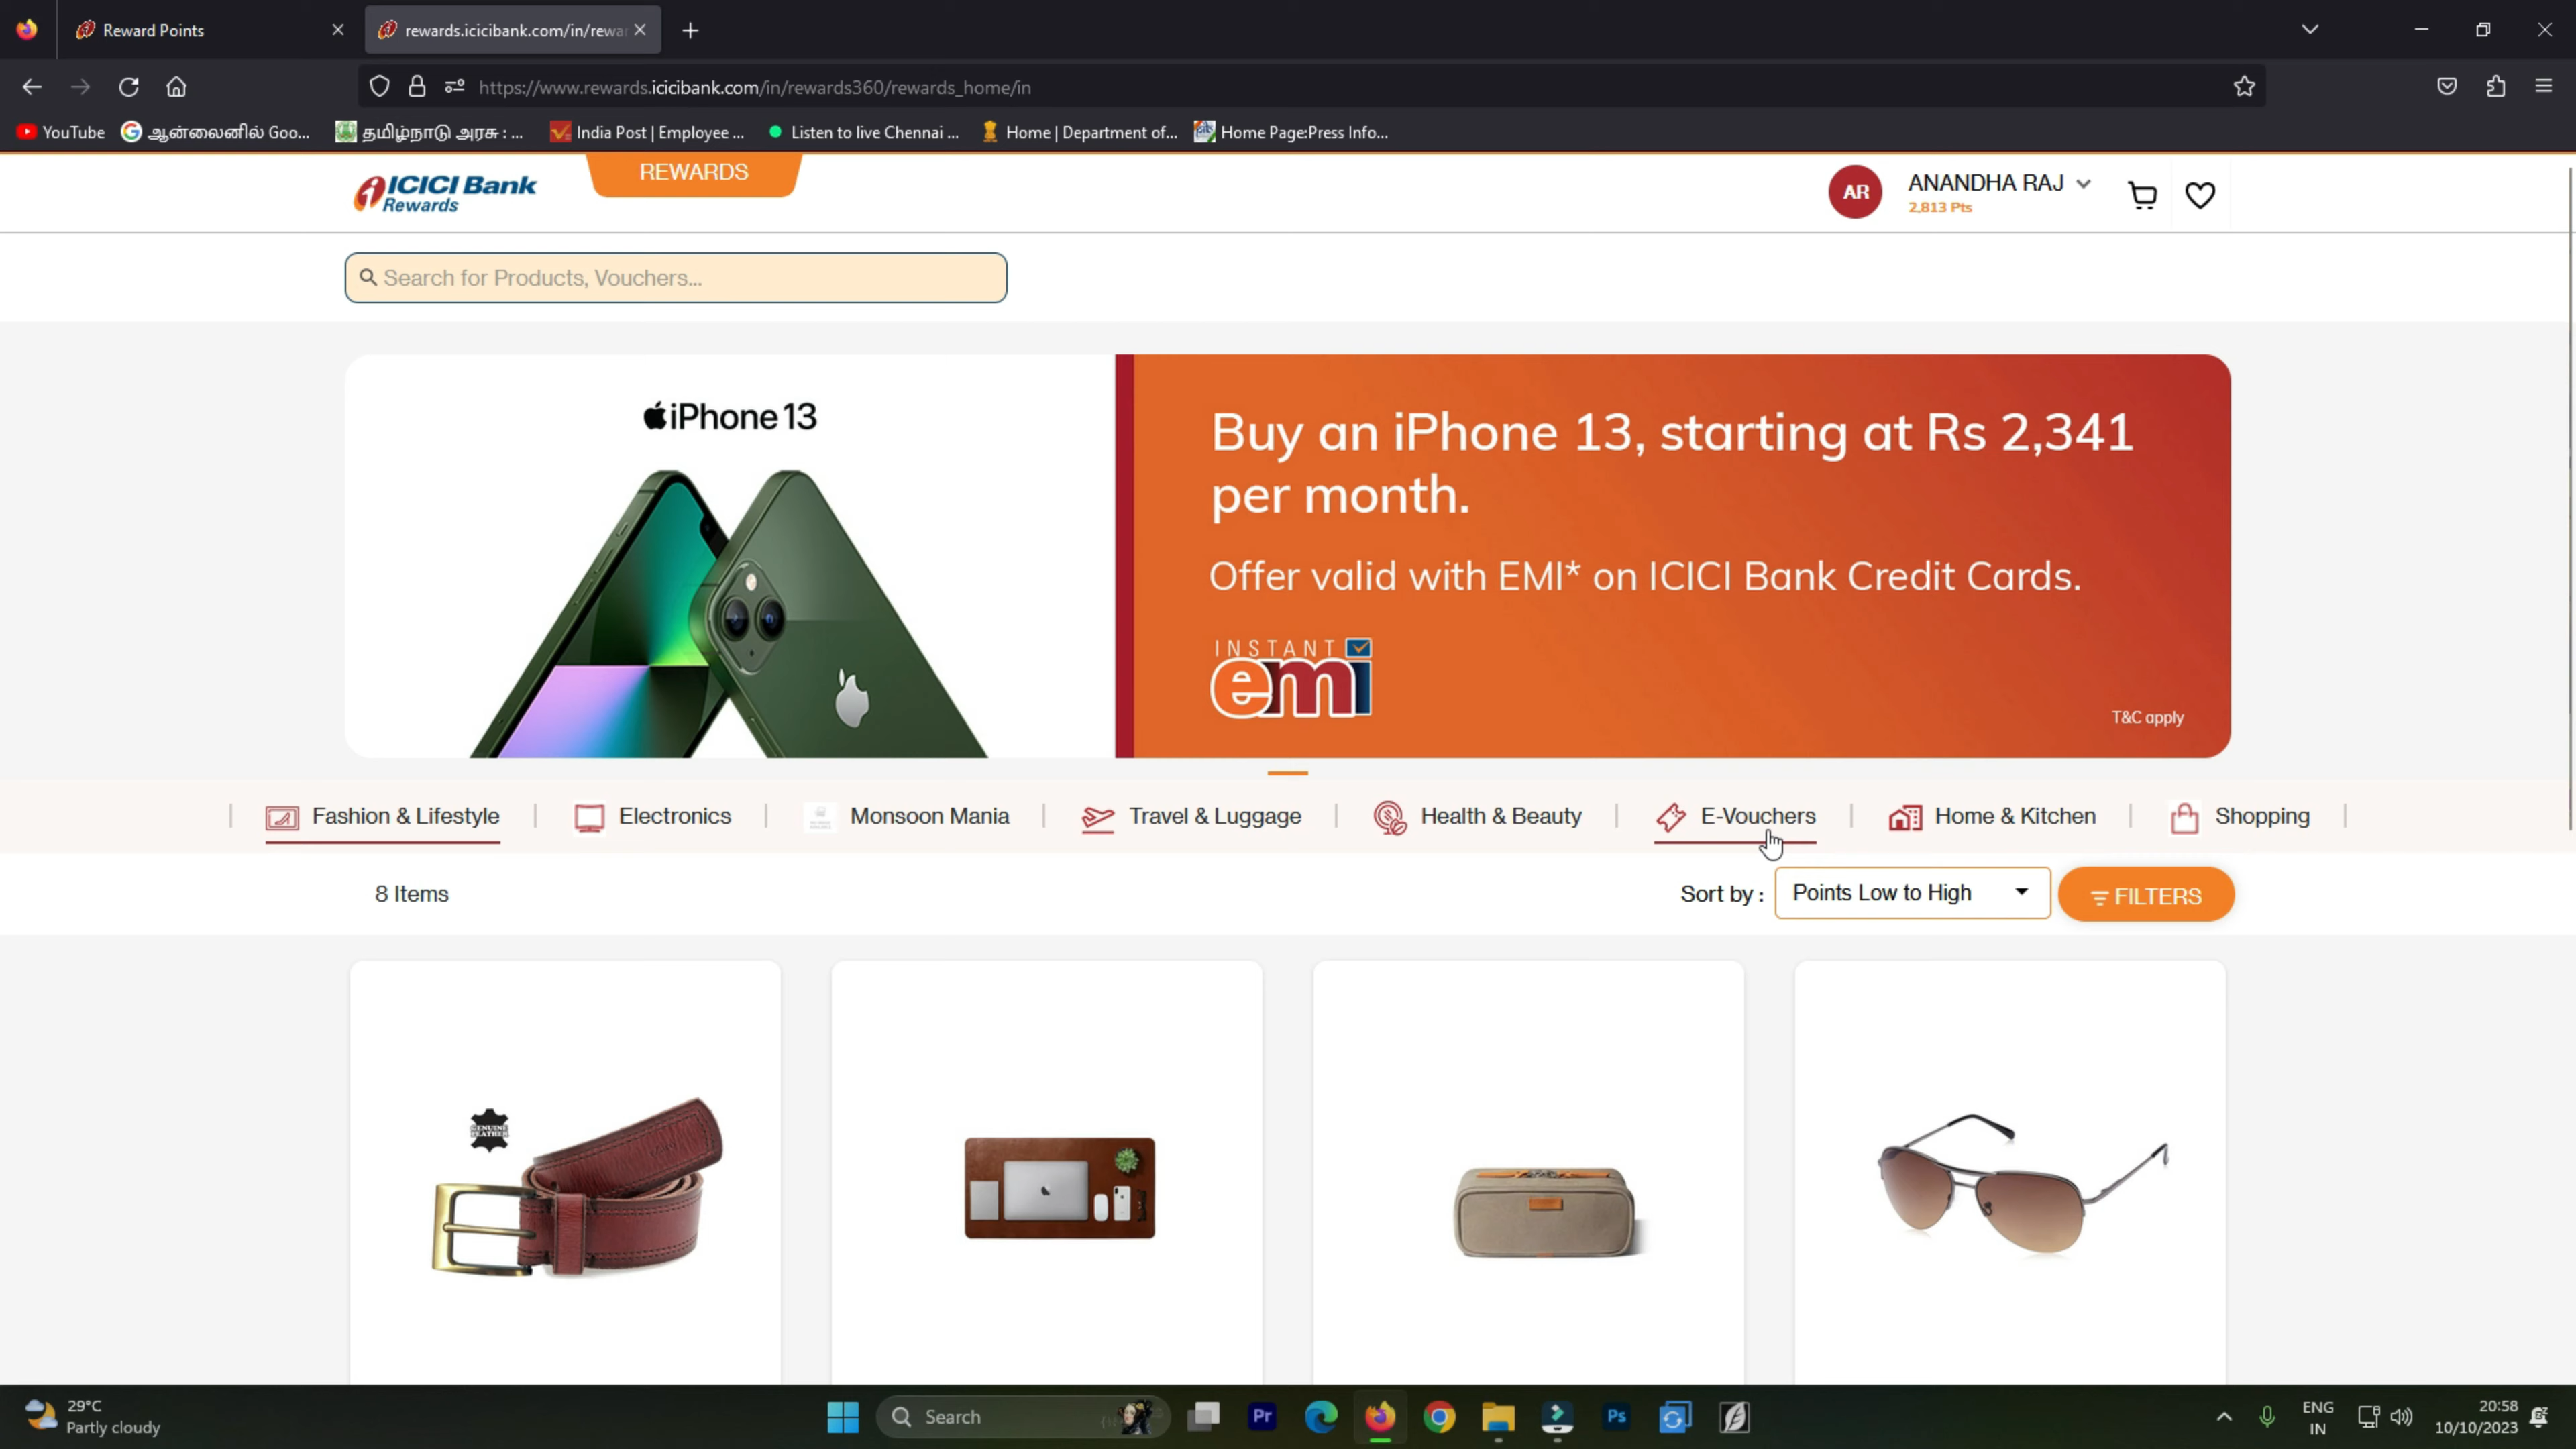 Reward Points
rewards.icicibank.com/in/rewar
https://www.rewards.icicibank.com/in/rewards360/rewards_home/in
YouTube
ஆன்லைனில் Goo...
தமிழ்நாடு அரசு : ...
India Post | Employee ...
Listen to live Chennai ...
Home | Department of...
Home Page:Press Info...
ICICI Bank
Rewards
REWARDS
AR
ANANDHA RAJ
2,813 Pts
Search for Products, Vouchers...
iPhone 13
Buy an iPhone 13, starting at Rs 2,341
per month.
Offer valid with EMI* on ICICI Bank Credit Cards.
INSTANT
emi
T&C apply
Fashion & Lifestyle
Electronics
Monsoon Mania
Travel & Luggage
Health & Beauty
E-Vouchers
Home & Kitchen
Shopping
8 Items
Sort by :
Points Low to High
FILTERS
GENUINE
LEATHER
29°C
Partly cloudy
Search
Pr
Ps
ENG
IN
20:58
10/10/2023